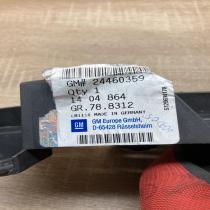 GM# 24460359
Qty 1
14 04 864
GR.78.8312
LM1116 MADE IN GERMANY
GM
GM Europe GmbH,
D-65428 Rüsselsheim